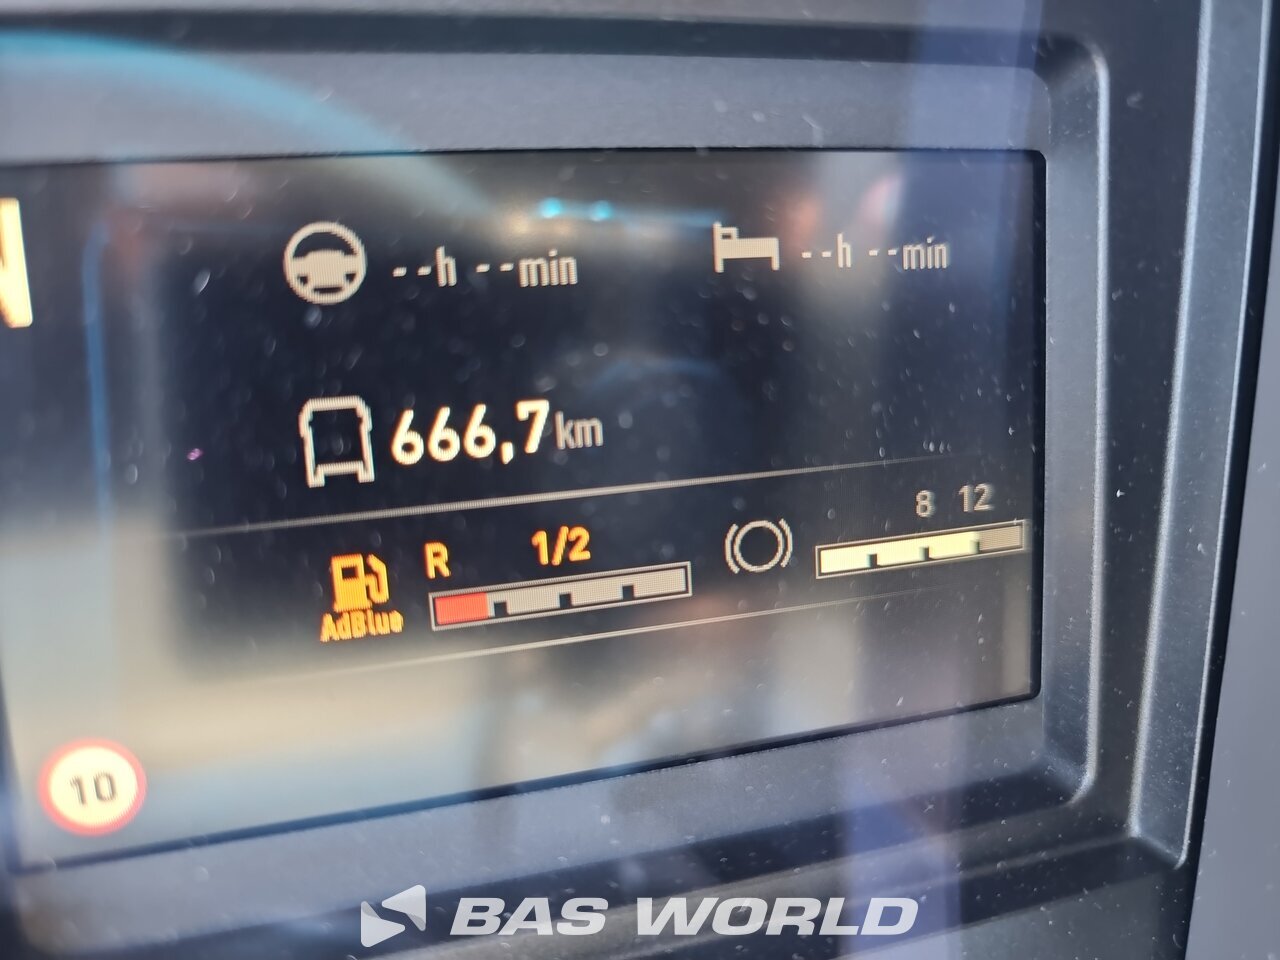 --h --min
--h --min
666,7km
R 1/2
8 12
AdBlue
10
BAS WORLD